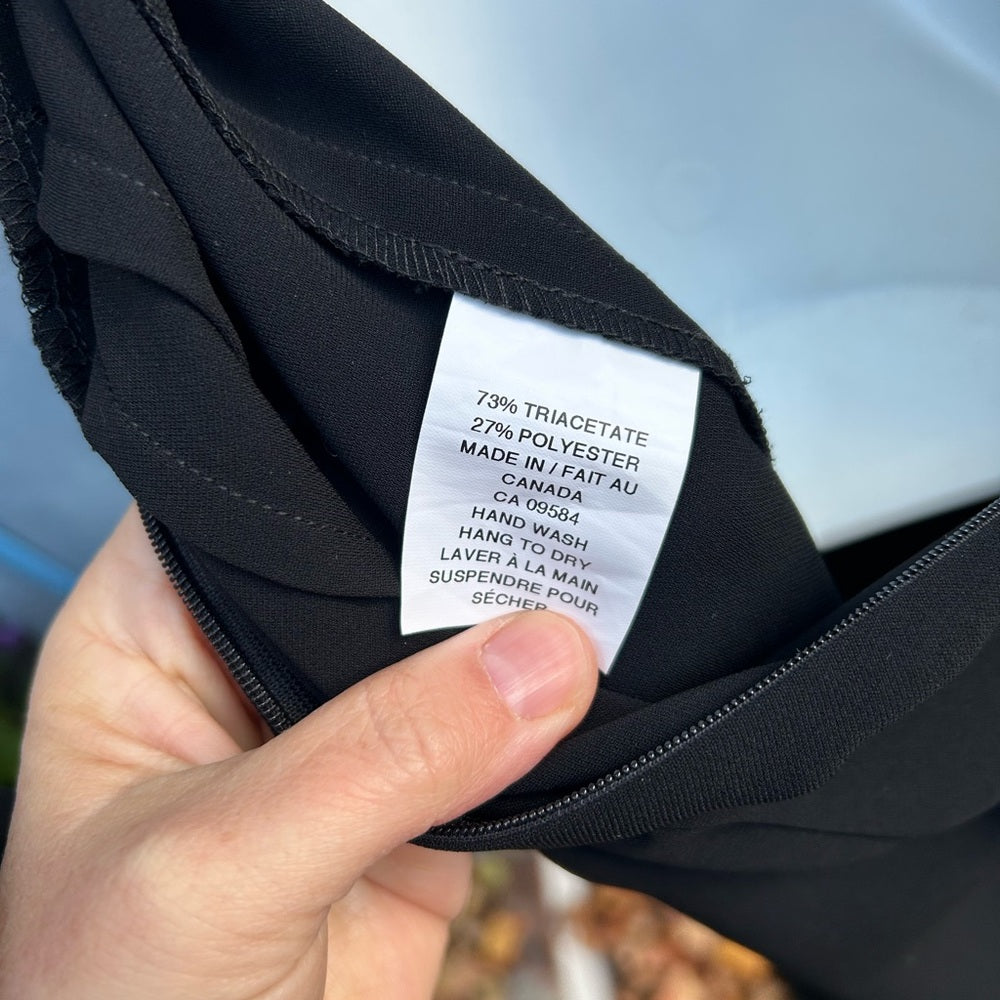 73% TRIACETATE
27% POLYESTER
MADE IN / FAIT AU
CANADA
CA 09584
HAND WASH
HANG TO DRY
LAVER À LA MAIN
SUSPENDRE POUR
SÉCHER